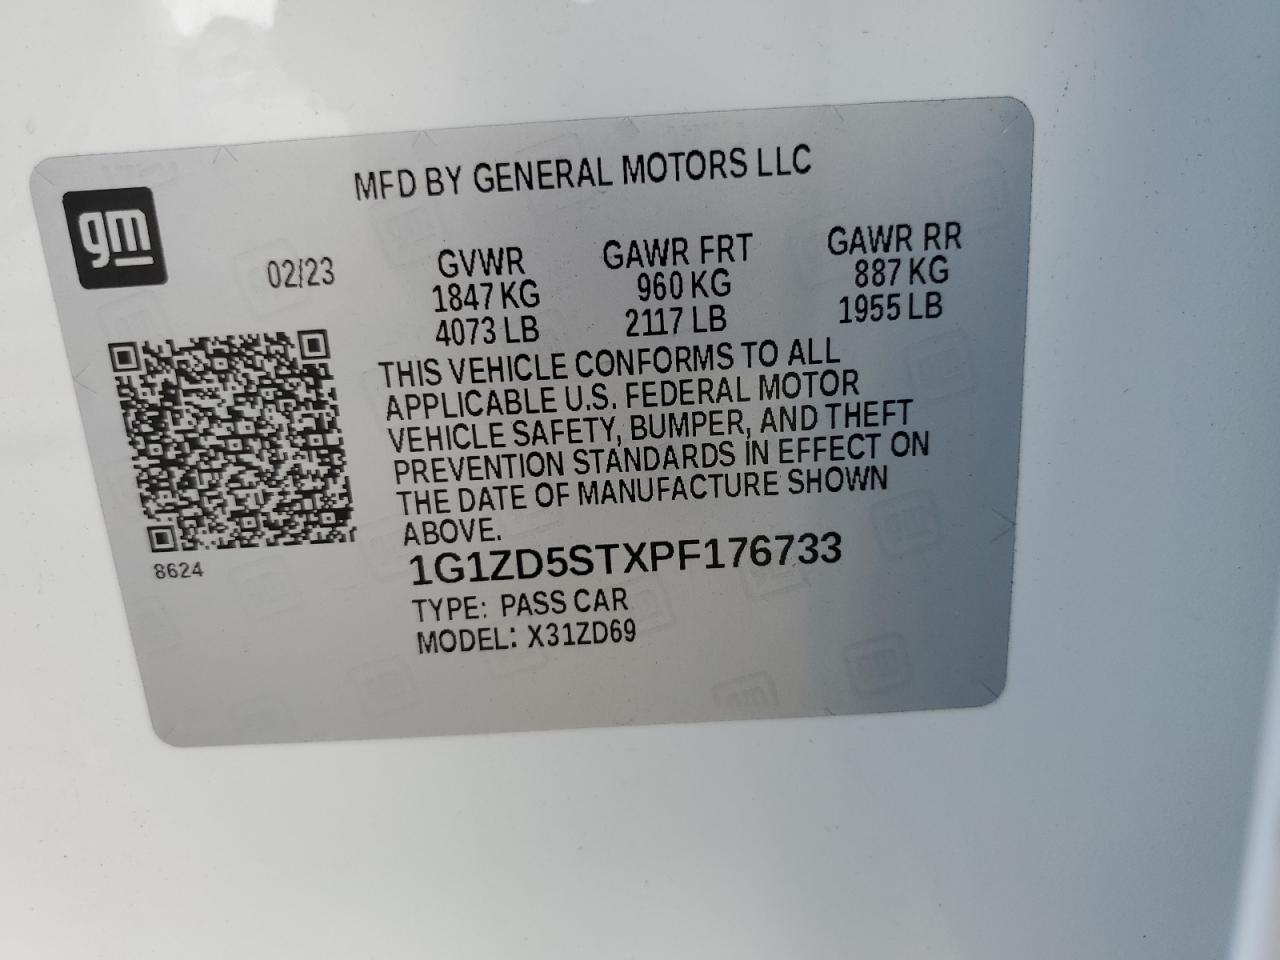 MFD BY GENERAL MOTORS LLC
gm
02/23
GVWR
1847 KG
4073 LB
GAWR FRT
960 KG
2117 LB
GAWR RR
887 KG
1955 LB
THIS VEHICLE CONFORMS TO ALL
APPLICABLE U.S. FEDERAL MOTOR
VEHICLE SAFETY, BUMPER, AND THEFT
PREVENTION STANDARDS IN EFFECT ON
THE DATE OF MANUFACTURE SHOWN
ABOVE.
8624
1G1ZD5STXPF176733
TYPE: PASS CAR
MODEL: X31ZD69